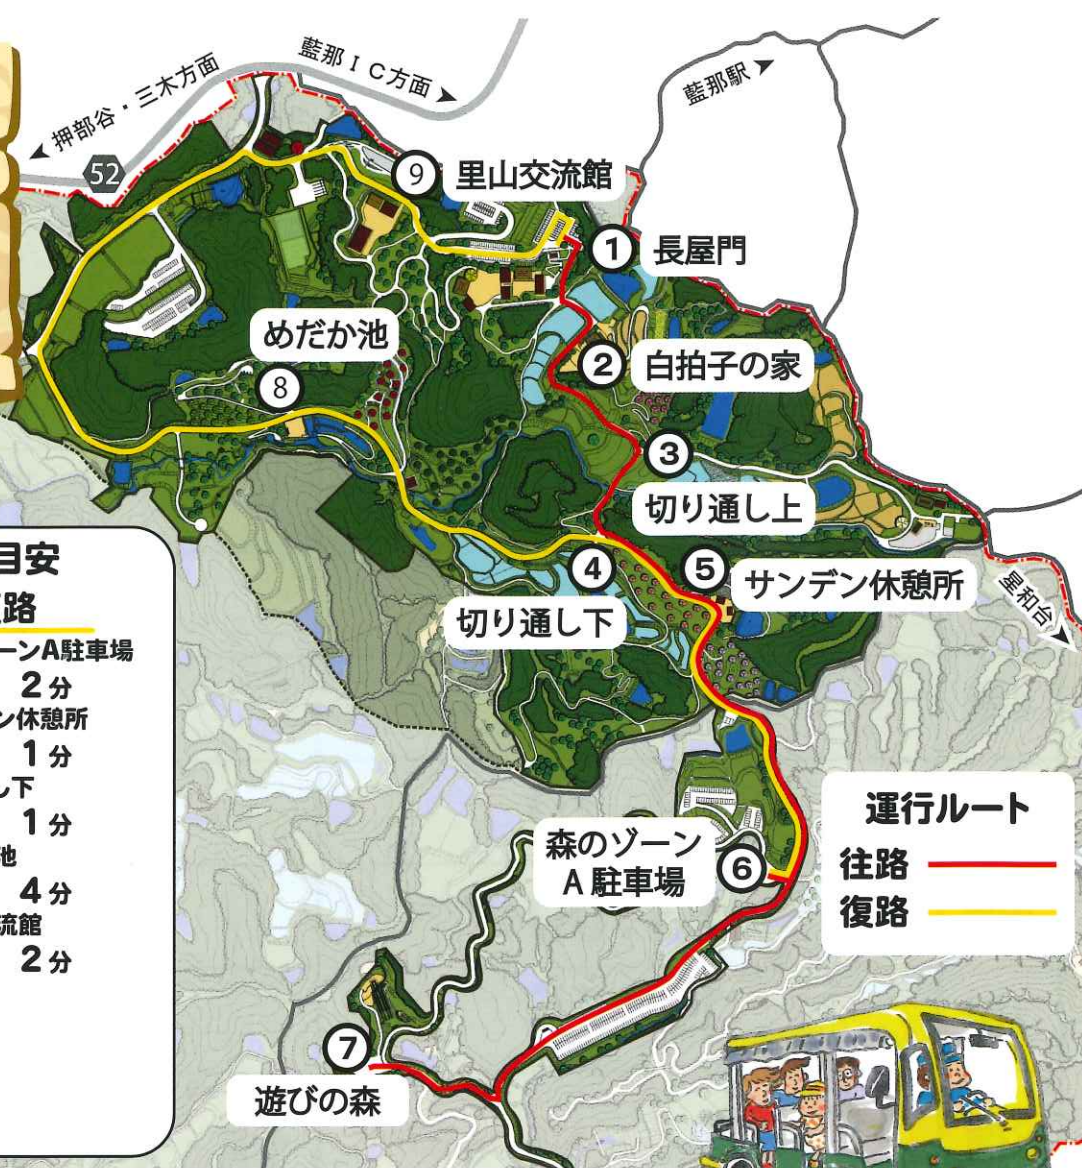 藍那IC方面
押部谷・三木方面
52
藍那駅
9 里山交流館
1 長屋門
めだか池
8
2 白拍子の家
3
切り通し上
4
切り通し下
5 サンデン休憩所
星和台
目安
路
ーンA駐車場
2分
ン休憩所
1分
し下
1分
池
4分
流館
2分
森のゾーン
A駐車場
6
7
遊びの森
運行ルート
往路
復路